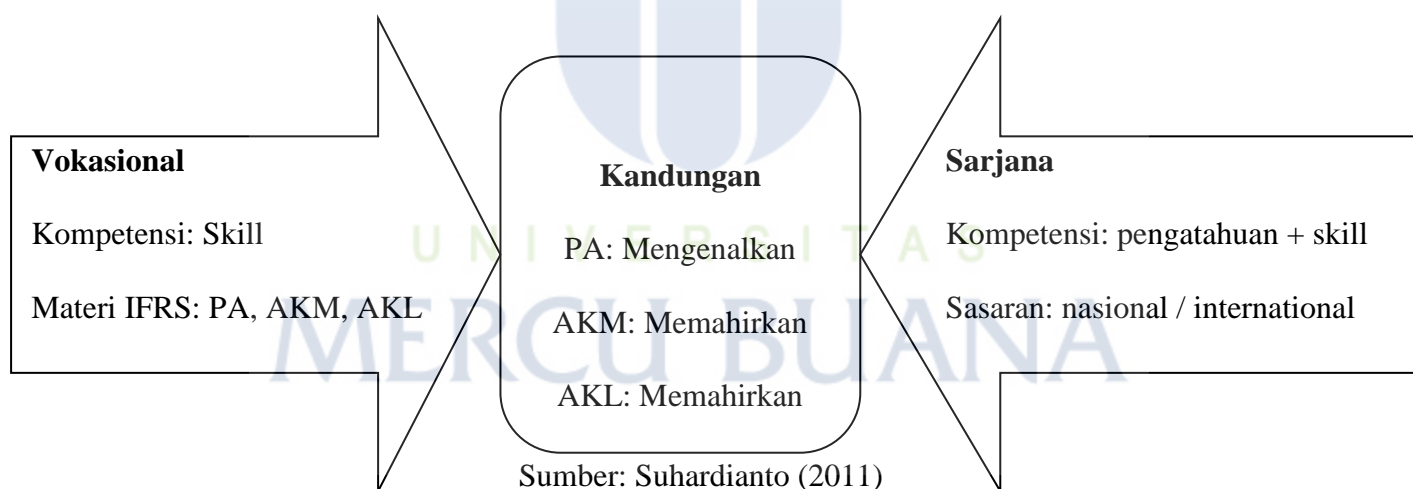 Vokasional
Kompetensi: Skill
Materi IFRS: PA, AKM, AKL
Kandungan
PA: Mengenalkan
AKM: Memahirkan
AKL: Memahirkan
Sarjana
Kompetensi: pengatahuan + skill
Sasaran: nasional / international
UNIVERSITAS
MERCU BUANA
Sumber: Suhardianto (2011)